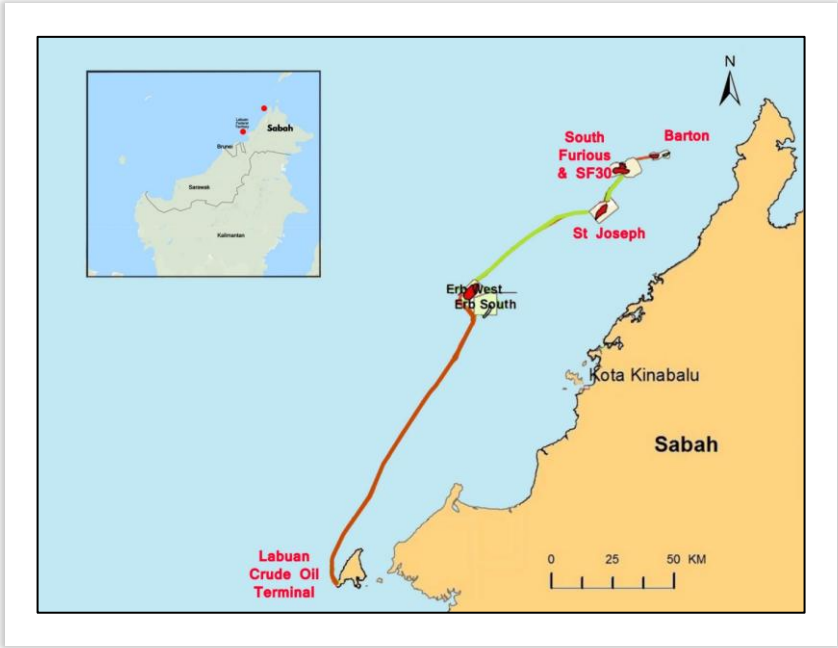 N
South
Furious
& SF30
Barton
St Joseph
Erb West
Erb South
Kota Kinabalu
Sabah
Labuan
Crude Oil
Terminal
0 25 50 KM
Sabah
Brunei
Sarawak
Kalimantan